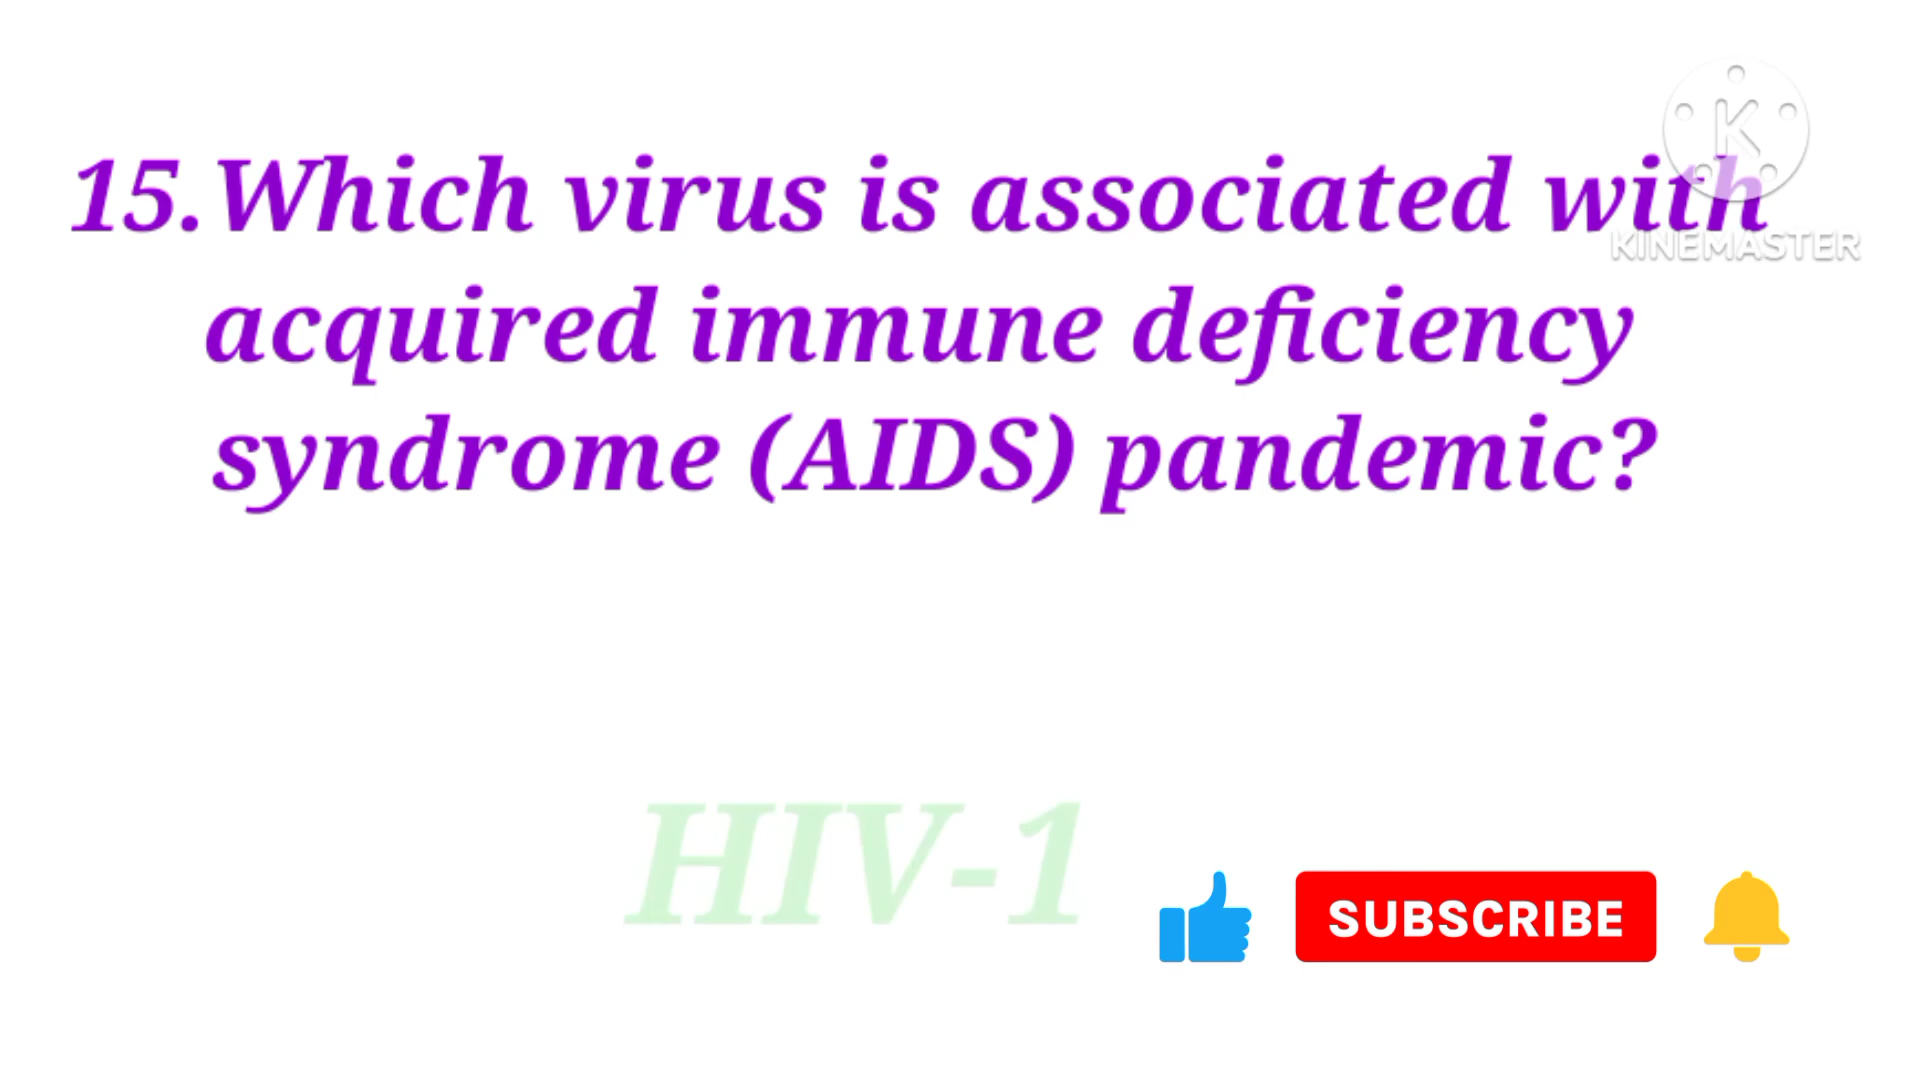 15.Which virus is associated with
KINEMASTER
acquired immune deficiency
syndrome (AIDS) pandemic?
HIV-1
SUBSCRIBE